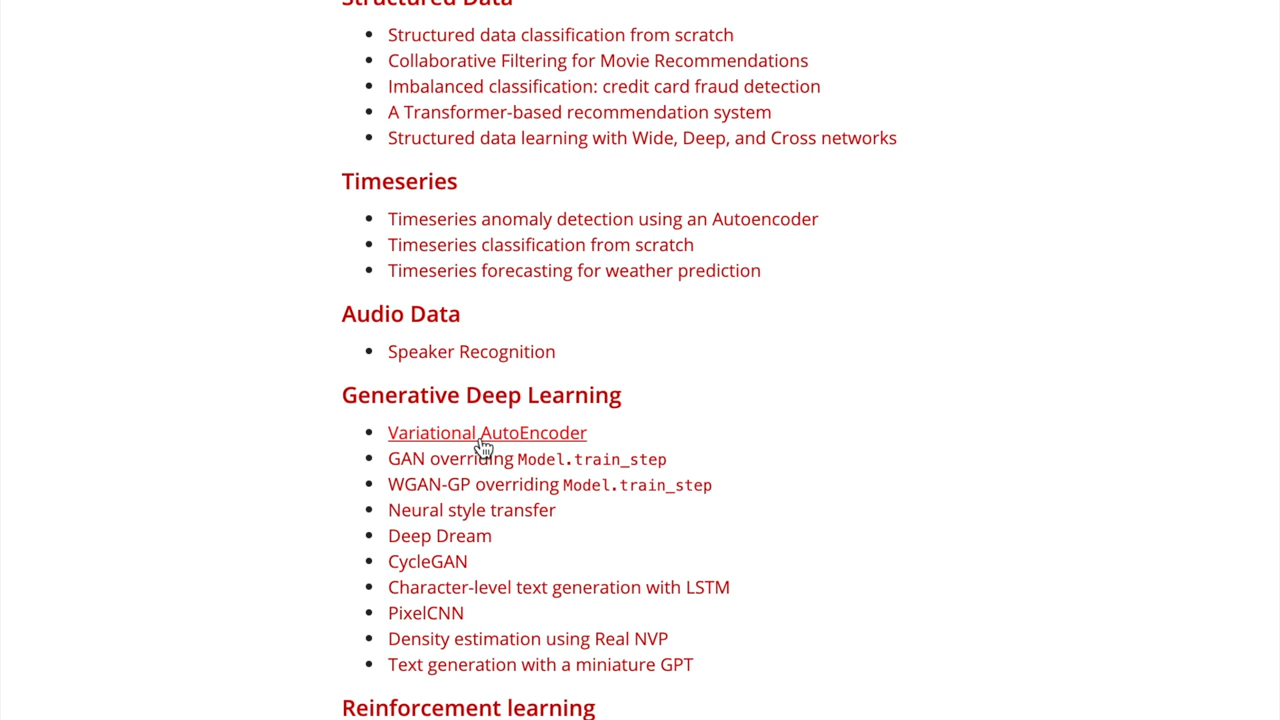 Structured Data
Structured data classification from scratch
Collaborative Filtering for Movie Recommendations
Imbalanced classification: credit card fraud detection
A Transformer-based recommendation system
Structured data learning with Wide, Deep, and Cross networks
Timeseries
Timeseries anomaly detection using an Autoencoder
Timeseries classification from scratch
Timeseries forecasting for weather prediction
Audio Data
Speaker Recognition
Generative Deep Learning
Variational AutoEncoder
GAN overriding Model.train_step
WGAN-GP overriding Model.train_step
Neural style transfer
Deep Dream
CycleGAN
Character-level text generation with LSTM
PixelCNN
Density estimation using Real NVP
Text generation with a miniature GPT
Reinforcement learning